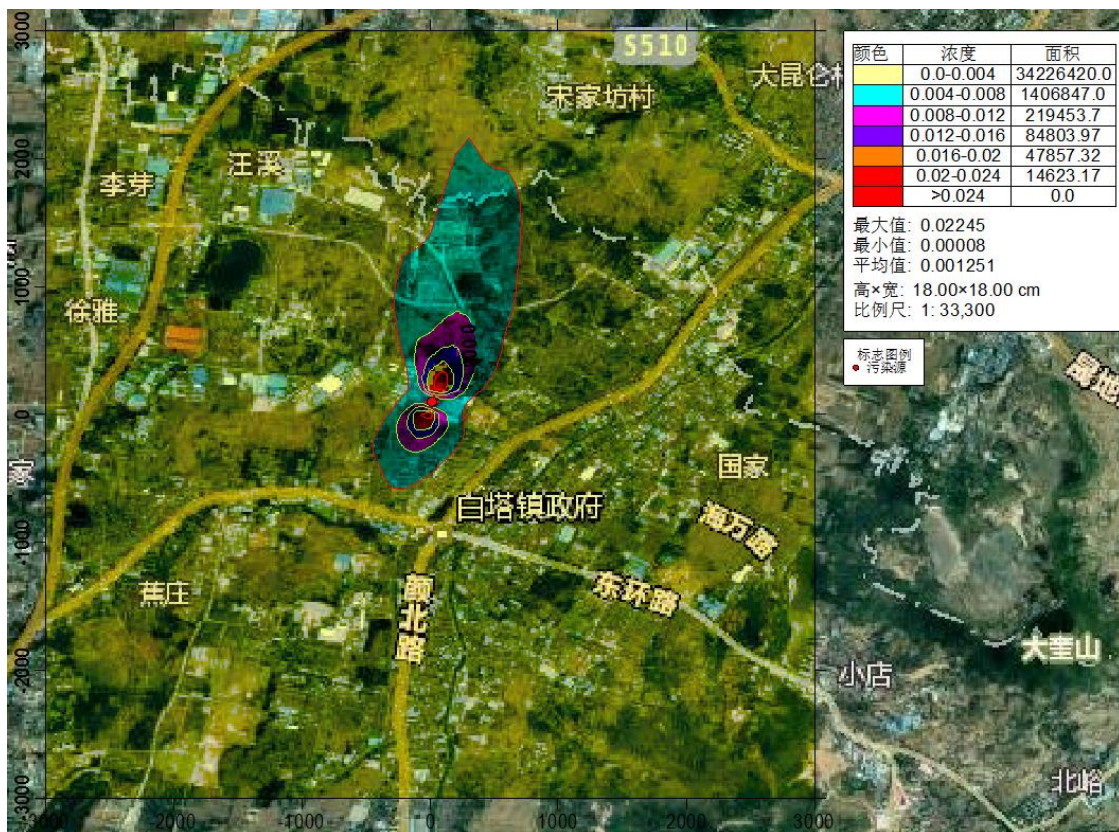 S510
大昆仑
宋家坊村
汪溪
李芽
徐雅
国家
白塔镇政府
东环路
颜北路
蕉庄
大奎山
小店
北峪
3000
2000
1000
0
-1000
-2000
-3000
-3000
-2000
-1000
0
1000
2000
3000
颜色 浓度 面积
0.0-0.004 34226420.0
0.004-0.008 1406847.0
0.008-0.012 219453.7
0.012-0.016 84803.97
0.016-0.02 47857.32
0.02-0.024 14623.17
>0.024 0.0
最大值: 0.02245
最小值: 0.00008
平均值: 0.001251
高×宽: 18.00×18.00 cm
比例尺: 1: 33,300
标志图例
污染源